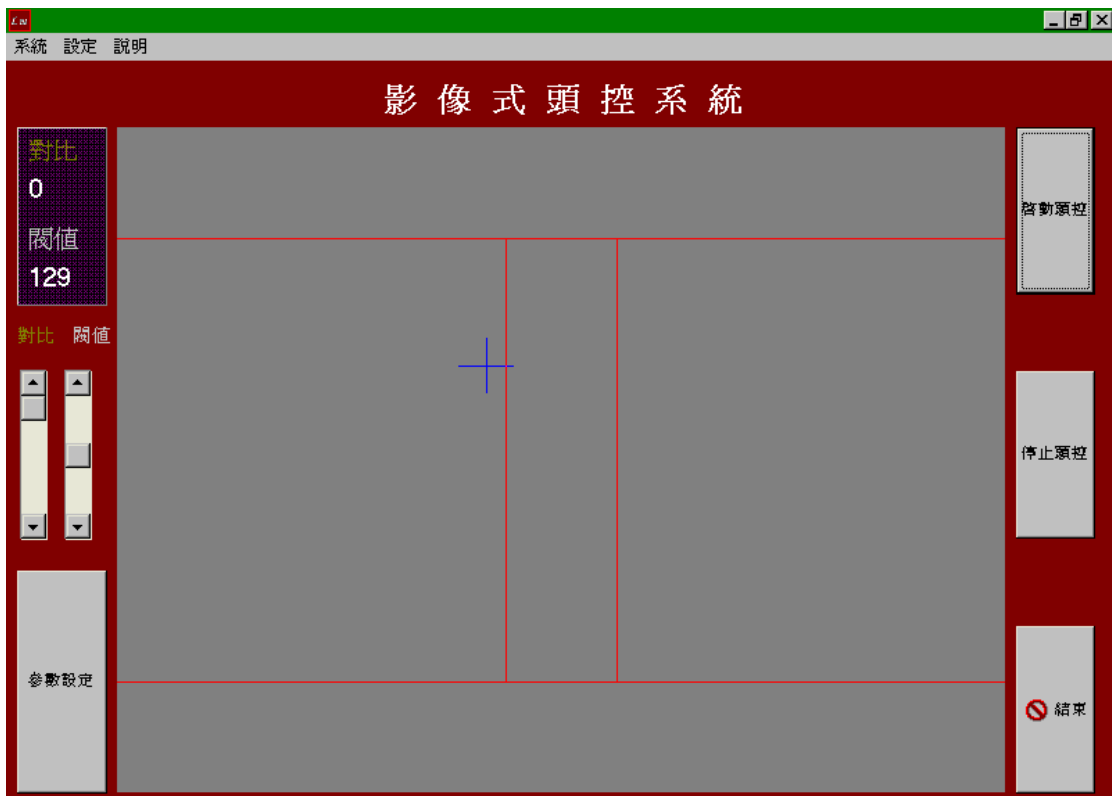 系統 設定 說明
影像式頭控系統
對比
0
閥值
129
對比 閥值
啓動頭控
停止頭控
參數設定
結束